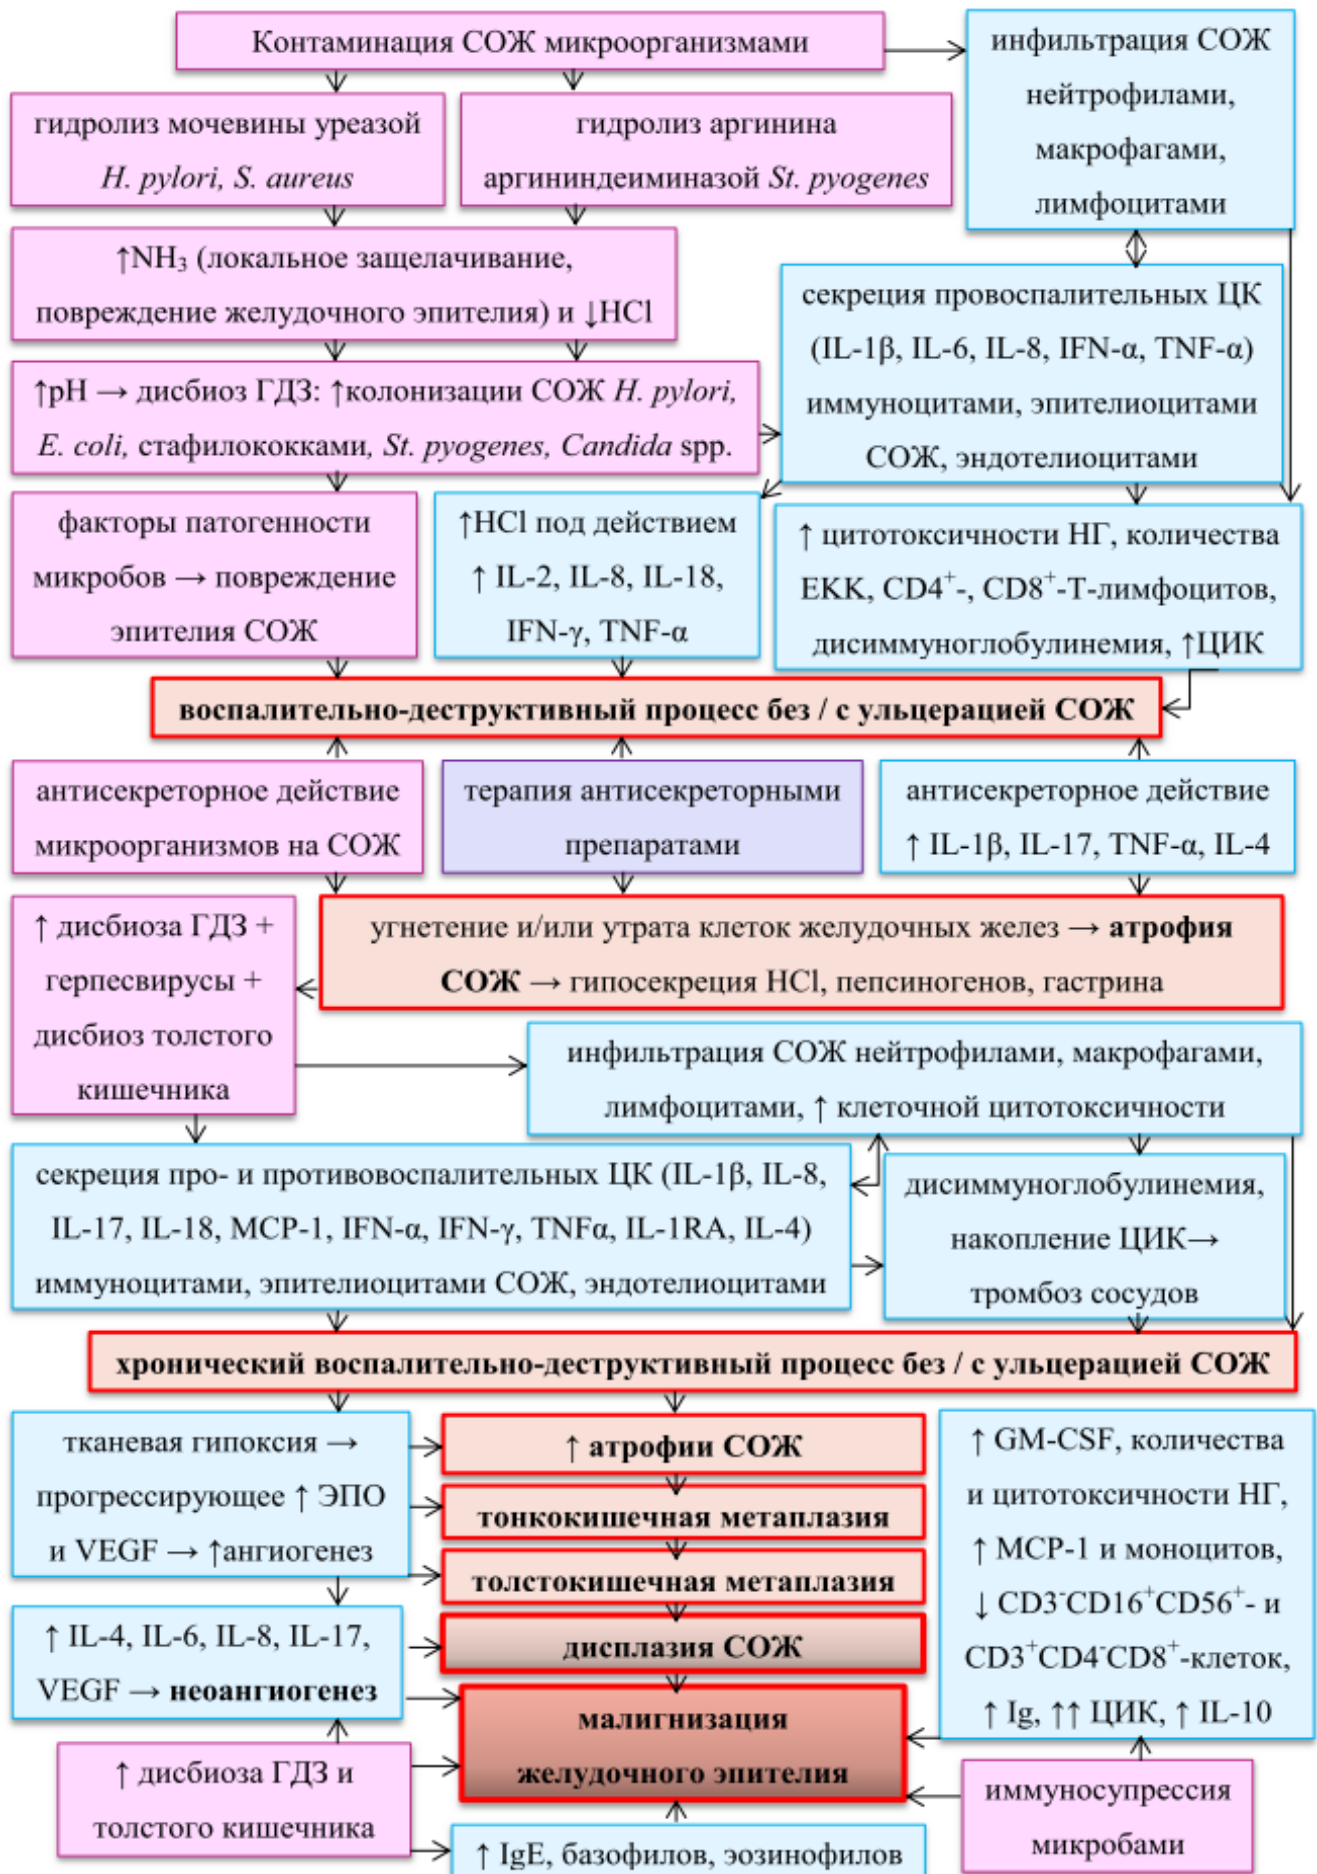 Контаминация СОЖ микроорганизмами
инфильтрация СОЖ
нейтрофилами,
макрофагами,
лимфоцитами
гидролиз мочевины уреазой
H. pylori, S. aureus
гидролиз аргинина
аргининдеиминазой St. pyogenes
↑NH₃ (локальное защелачивание,
повреждение желудочного эпителия) и ↓HCl
секреция провоспалительных ЦК
(IL-1β, IL-6, IL-8, IFN-α, TNF-α)
иммуноцитами, эпителиоцитами
СОЖ, эндотелиоцитами
↑pH → дисбиоз ГДЗ: ↑колонизации СОЖ H. pylori,
E. coli, стафилококками, St. pyogenes, Candida spp.
факторы патогенности
микробов → повреждение
эпителия СОЖ
↑HCl под действием
↑ IL-2, IL-8, IL-18,
IFN-γ, TNF-α
↑ цитотоксичности НГ, количества
ЕКК, CD4⁺-, CD8⁺-Т-лимфоцитов,
дисиммуноглобулинемия, ↑ЦИК
воспалительно-деструктивный процесс без / с ульцерацией СОЖ
антисекреторное действие
микроорганизмов на СОЖ
терапия антисекреторными
препаратами
антисекреторное действие
↑ IL-1β, IL-17, TNF-α, IL-4
угнетение и/или утрата клеток желудочных желез → атрофия
СОЖ → гипосекреция HCl, пепсиногенов, гастрина
↑ дисбиоза ГДЗ +
герпесвирусы +
дисбиоз толстого
кишечника
инфильтрация СОЖ нейтрофилами, макрофагами,
лимфоцитами, ↑ клеточной цитотоксичности
секреция про- и противовоспалительных ЦК (IL-1β, IL-8,
IL-17, IL-18, MCP-1, IFN-α, IFN-γ, TNFα, IL-1RA, IL-4)
иммуноцитами, эпителиоцитами СОЖ, эндотелиоцитами
дисиммуноглобулинемия,
накопление ЦИК→
тромбоз сосудов
хронический воспалительно-деструктивный процесс без / с ульцерацией СОЖ
тканевая гипоксия →
прогрессирующее ↑ ЭПО
и VEGF → ↑ангиогенез
↑ атрофии СОЖ
тонкокишечная метаплазия
толстокишечная метаплазия
дисплазия СОЖ
малигнизация
желудочного эпителия
↑ GM-CSF, количества
и цитотоксичности НГ,
↑ MCP-1 и моноцитов,
↓ CD3⁻CD16⁺CD56⁺- и
CD3⁺CD4⁻CD8⁺-клеток,
↑ Ig, ↑↑ ЦИК, ↑ IL-10
↑ IL-4, IL-6, IL-8, IL-17,
VEGF → неоангиогенез
↑ дисбиоза ГДЗ и
толстого кишечника
иммуносупрессия
микробами
↑ IgE, базофилов, эозинофилов